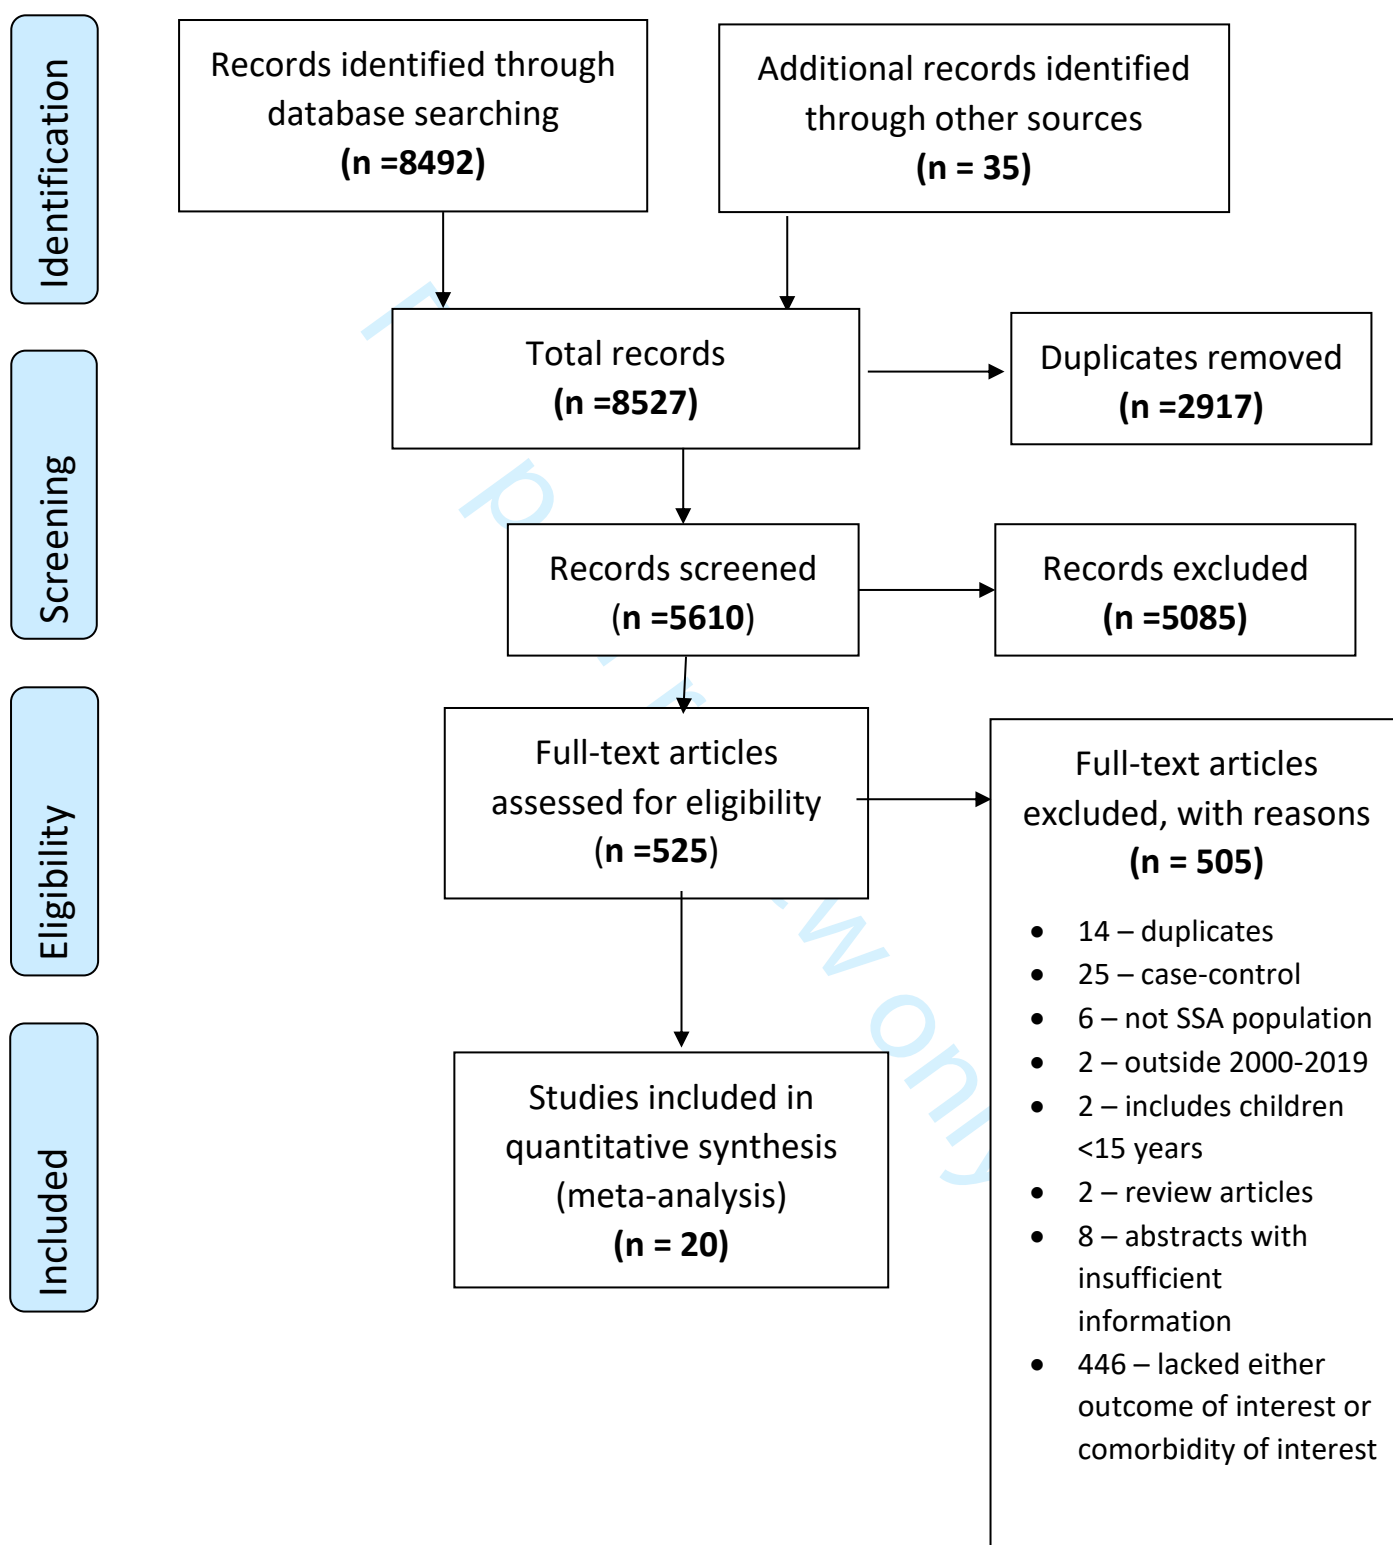 Identification
Records identified through
database searching
(n =8492)
Additional records identified
through other sources
(n = 35)
Screening
Total records
(n =8527)
Duplicates removed
(n =2917)
Records screened
(n =5610)
Records excluded
(n =5085)
Eligibility
Full-text articles
assessed for eligibility
(n =525)
Full-text articles
excluded, with reasons
(n = 505)
• 14 – duplicates
• 25 – case-control
• 6 – not SSA population
• 2 – outside 2000-2019
• 2 – includes children
<15 years
• 2 – review articles
• 8 – abstracts with
insufficient
information
• 446 – lacked either
outcome of interest or
comorbidity of interest
Included
Studies included in
quantitative synthesis
(meta-analysis)
(n = 20)
only